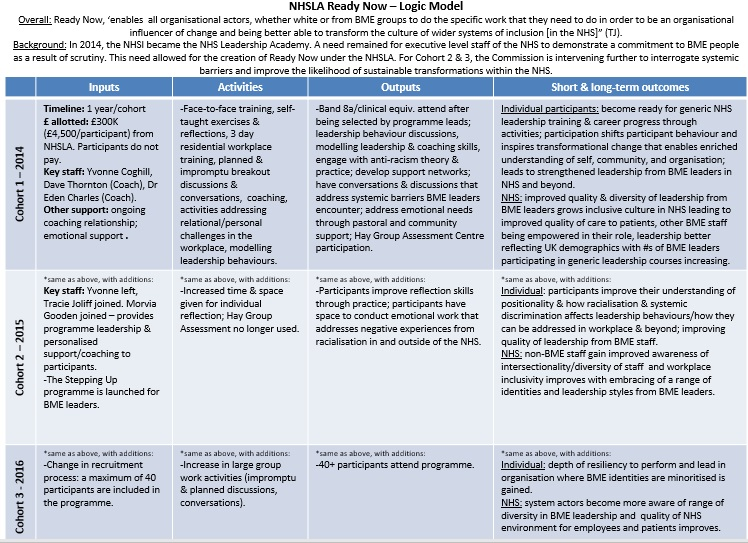 NHSLA Ready Now – Logic Model
Overall: Ready Now, 'enables all organisational actors, whether white or from BME groups to do the specific work that they need to do in order to be an organisational
influencer of change and being better able to transform the culture of wider systems of inclusion [in the NHS]" (TJ).
Background: In 2014, the NHSI became the NHS Leadership Academy. A need remained for executive level staff of the NHS to demonstrate a commitment to BME people
as a result of scrutiny. This need allowed for the creation of Ready Now under the NHSLA. For Cohort 2 & 3, the Commission is intervening further to interrogate systemic
barriers and improve the likelihood of sustainable transformations within the NHS.
Inputs
Activities
Outputs
Short & long-term outcomes
Cohort 1 – 2014
Timeline: 1 year/cohort
£ allotted: £300K
(£4,500/participant) from
NHSLA. Participants do not
pay.
Key staff: Yvonne Coghill,
Dave Thornton (Coach), Dr
Eden Charles (Coach).
Other support: ongoing
coaching relationship;
emotional support .
-Face-to-face training, self-
taught exercises &
reflections, 3 day
residential workplace
training, planned &
impromptu breakout
discussions &
conversations, coaching,
activities addressing
relational/personal
challenges in the
workplace, modelling
leadership behaviours.
-Band 8a/clinical equiv. attend after
being selected by programme leads;
leadership behaviour discussions,
modelling leadership & coaching skills,
engage with anti-racism theory &
practice; develop support networks;
have conversations & discussions that
address systemic barriers BME leaders
encounter; address emotional needs
through pastoral and community
support; Hay Group Assessment Centre
participation.
Individual participants: become ready for generic NHS
leadership training & career progress through
activities; participation shifts participant behaviour and
inspires transformational change that enables enriched
understanding of self, community, and organisation;
leads to strengthened leadership from BME leaders in
NHS and beyond.
NHS: improved quality & diversity of leadership from
BME leaders grows inclusive culture in NHS leading to
improved quality of care to patients, other BME staff
being empowered in their role, leadership better
reflecting UK demographics with #s of BME leaders
participating in generic leadership courses increasing.
Cohort 2 – 2015
*same as above, with additions:
Key staff: Yvonne left,
Tracie Joliff joined. Morvia
Gooden joined – provides
programme leadership &
personalised
support/coaching to
participants.
-The Stepping Up
programme is launched for
BME leaders.
*same as above, with additions:
-Increased time & space
given for individual
reflection; Hay Group
Assessment no longer used.
*same as above, with additions:
-Participants improve reflection skills
through practice; participants have
space to conduct emotional work that
addresses negative experiences from
racialisation in and outside of the NHS.
*same as above, with additions:
Individual: participants improve their understanding of
positionality & how racialisation & systemic
discrimination affects leadership behaviours/how they
can be addressed in workplace & beyond; improving
quality of leadership from BME staff.
NHS: non-BME staff gain improved awareness of
intersectionality/diversity of staff and workplace
inclusivity improves with embracing of a range of
identities and leadership styles from BME leaders.
Cohort 3 - 2016
*same as above, with additions:
-Change in recruitment
process: a maximum of 40
participants are included in
the programme.
*same as above, with additions:
-Increase in large group
work activities (impromptu
& planned discussions,
conversations).
*same as above, with additions:
-40+ participants attend programme.
*same as above, with additions:
Individual: depth of resiliency to perform and lead in
organisation where BME identities are minoritised is
gained.
NHS: system actors become more aware of range of
diversity in BME leadership and quality of NHS
environment for employees and patients improves.